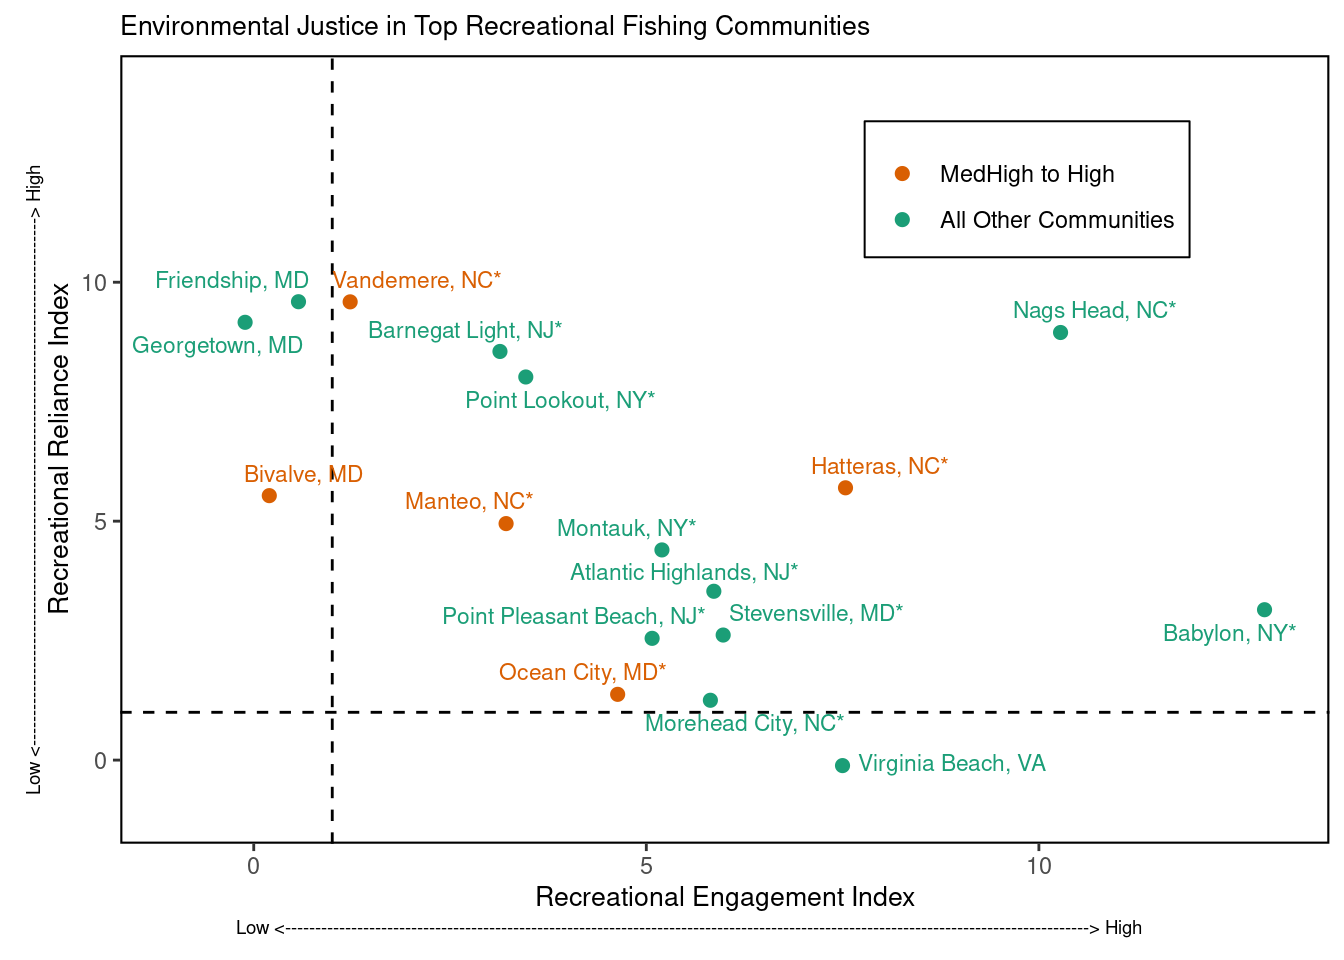 Environmental Justice in Top Recreational Fishing Communities
MedHigh to High
All Other Communities
Friendship, MD
Vandemere, NC*
Nags Head, NC*
Barnegat Light, NJ*
Georgetown, MD
Point Lookout, NY*
Hatteras, NC*
Bivalve, MD
Manteo, NC*
Montauk, NY*
Atlantic Highlands, NJ*
Point Pleasant Beach, NJ*
Stevensville, MD*
Babylon, NY*
Ocean City, MD*
Morehead City, NC*
Virginia Beach, VA
10
5
0
Recreational Reliance Index
Low <----------------------------------------------------------------------------------------> High
0
5
10
Recreational Engagement Index
Low <--------------------------------------------------------------------------------------------------------------------------------------> High